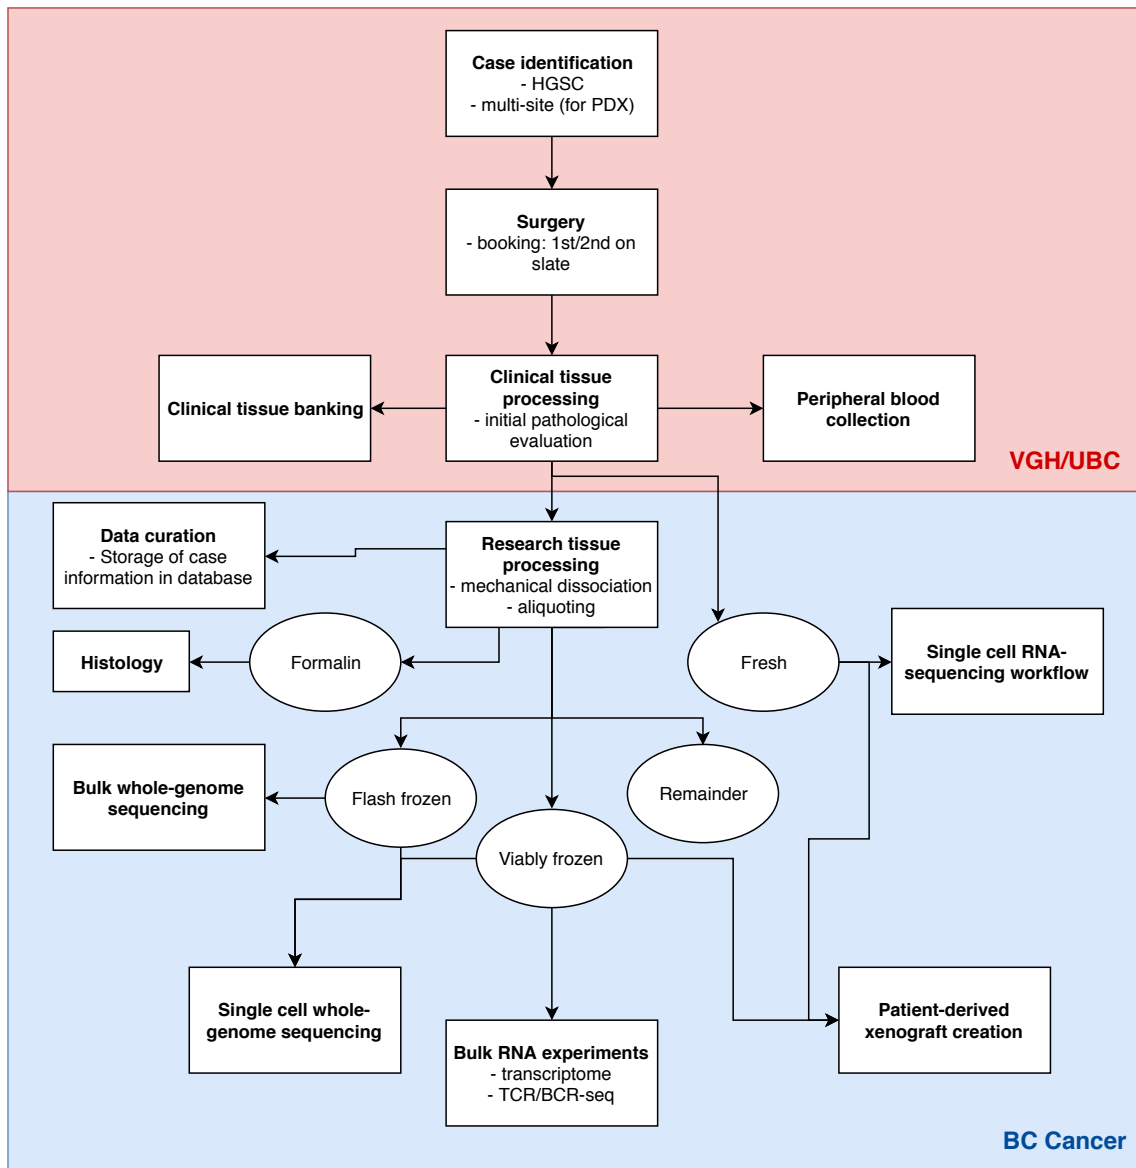 Case identification
- HGSC
- multi-site (for PDX)
Surgery
- booking: 1st/2nd on
slate
Clinical tissue banking
Clinical tissue
processing
- initial pathological
evaluation
Peripheral blood
collection
VGH/UBC
Data curation
- Storage of case
information in database
Research tissue
processing
- mechanical dissociation
- aliquoting
Histology
Formalin
Fresh
Single cell RNA-
sequencing workflow
Bulk whole-genome
sequencing
Flash frozen
Remainder
Viably frozen
Single cell whole-
genome sequencing
Bulk RNA experiments
- transcriptome
- TCR/BCR-seq
Patient-derived
xenograft creation
BC Cancer